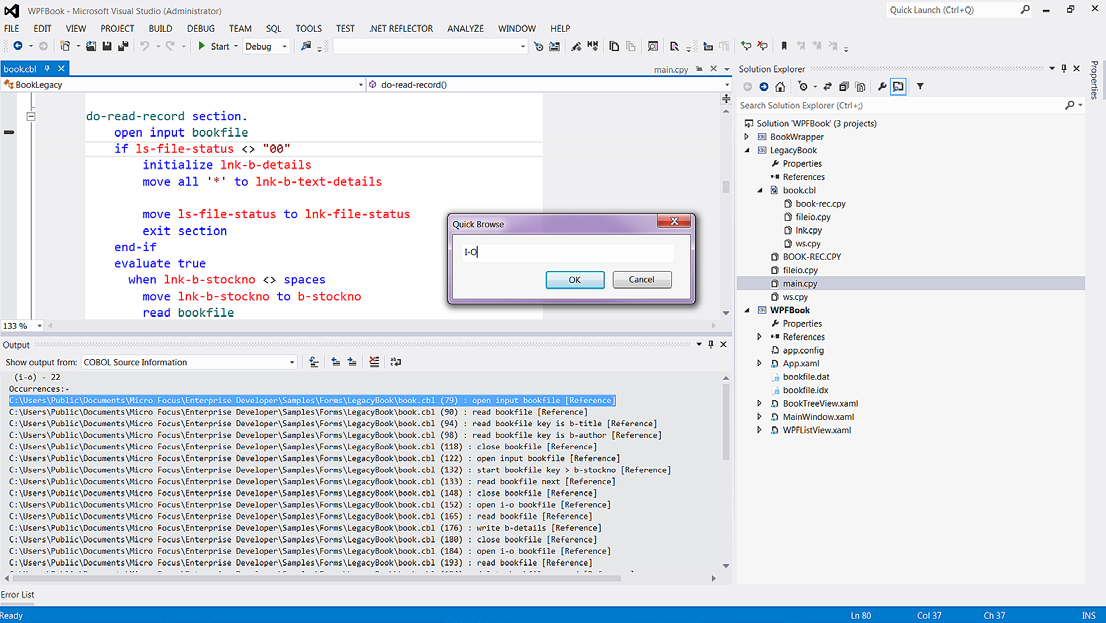 WPFBook - Microsoft Visual Studio (Administrator)
Quick Launch (Ctrl+Q)
FILE EDIT VIEW PROJECT BUILD DEBUG TEAM SQL TOOLS TEST .NET REFLECTOR ANALYZE WINDOW HELP
Start Debug
book.cbl
main.cpy
BookLegacy
do-read-record()
do-read-record section.
open input bookfile
if ls-file-status <> "00"
initialize lnk-b-details
move all '*' to lnk-b-text-details
move ls-file-status to lnk-file-status
exit section
end-if
evaluate true
when lnk-b-stockno <> spaces
move lnk-b-stockno to b-stockno
read bookfile
133 %
Quick Browse
I-O
OK Cancel
Output
Show output from: COBOL Source Information
(i-o) - 22
Occurrences:-
C:\Users\Public\Documents\Micro Focus\Enterprise Developer\Samples\Forms\LegacyBook\book.cbl (79) : open input bookfile [Reference]
C:\Users\Public\Documents\Micro Focus\Enterprise Developer\Samples\Forms\LegacyBook\book.cbl (90) : read bookfile [Reference]
C:\Users\Public\Documents\Micro Focus\Enterprise Developer\Samples\Forms\LegacyBook\book.cbl (94) : read bookfile key is b-title [Reference]
C:\Users\Public\Documents\Micro Focus\Enterprise Developer\Samples\Forms\LegacyBook\book.cbl (98) : read bookfile key is b-author [Reference]
C:\Users\Public\Documents\Micro Focus\Enterprise Developer\Samples\Forms\LegacyBook\book.cbl (118) : close bookfile [Reference]
C:\Users\Public\Documents\Micro Focus\Enterprise Developer\Samples\Forms\LegacyBook\book.cbl (122) : open input bookfile [Reference]
C:\Users\Public\Documents\Micro Focus\Enterprise Developer\Samples\Forms\LegacyBook\book.cbl (132) : start bookfile key > b-stockno [Reference]
C:\Users\Public\Documents\Micro Focus\Enterprise Developer\Samples\Forms\LegacyBook\book.cbl (133) : read bookfile next [Reference]
C:\Users\Public\Documents\Micro Focus\Enterprise Developer\Samples\Forms\LegacyBook\book.cbl (148) : close bookfile [Reference]
C:\Users\Public\Documents\Micro Focus\Enterprise Developer\Samples\Forms\LegacyBook\book.cbl (152) : open i-o bookfile [Reference]
C:\Users\Public\Documents\Micro Focus\Enterprise Developer\Samples\Forms\LegacyBook\book.cbl (165) : read bookfile [Reference]
C:\Users\Public\Documents\Micro Focus\Enterprise Developer\Samples\Forms\LegacyBook\book.cbl (176) : write b-details [Reference]
C:\Users\Public\Documents\Micro Focus\Enterprise Developer\Samples\Forms\LegacyBook\book.cbl (180) : close bookfile [Reference]
C:\Users\Public\Documents\Micro Focus\Enterprise Developer\Samples\Forms\LegacyBook\book.cbl (184) : open i-o bookfile [Reference]
C:\Users\Public\Documents\Micro Focus\Enterprise Developer\Samples\Forms\LegacyBook\book.cbl (193) : read bookfile [Reference]
Solution Explorer
Search Solution Explorer (Ctrl+;)
Solution 'WPFBook' (3 projects)
BookWrapper
LegacyBook
Properties
References
book.cbl
book-rec.cpy
fileio.cpy
lnk.cpy
ws.cpy
BOOK-REC.CPY
fileio.cpy
main.cpy
ws.cpy
WPFBook
Properties
References
app.config
App.xaml
bookfile.dat
bookfile.idx
BookTreeView.xaml
MainWindow.xaml
WPFListView.xaml
Properties
Error List
Ready
Ln 80 Col 37 Ch 37 INS